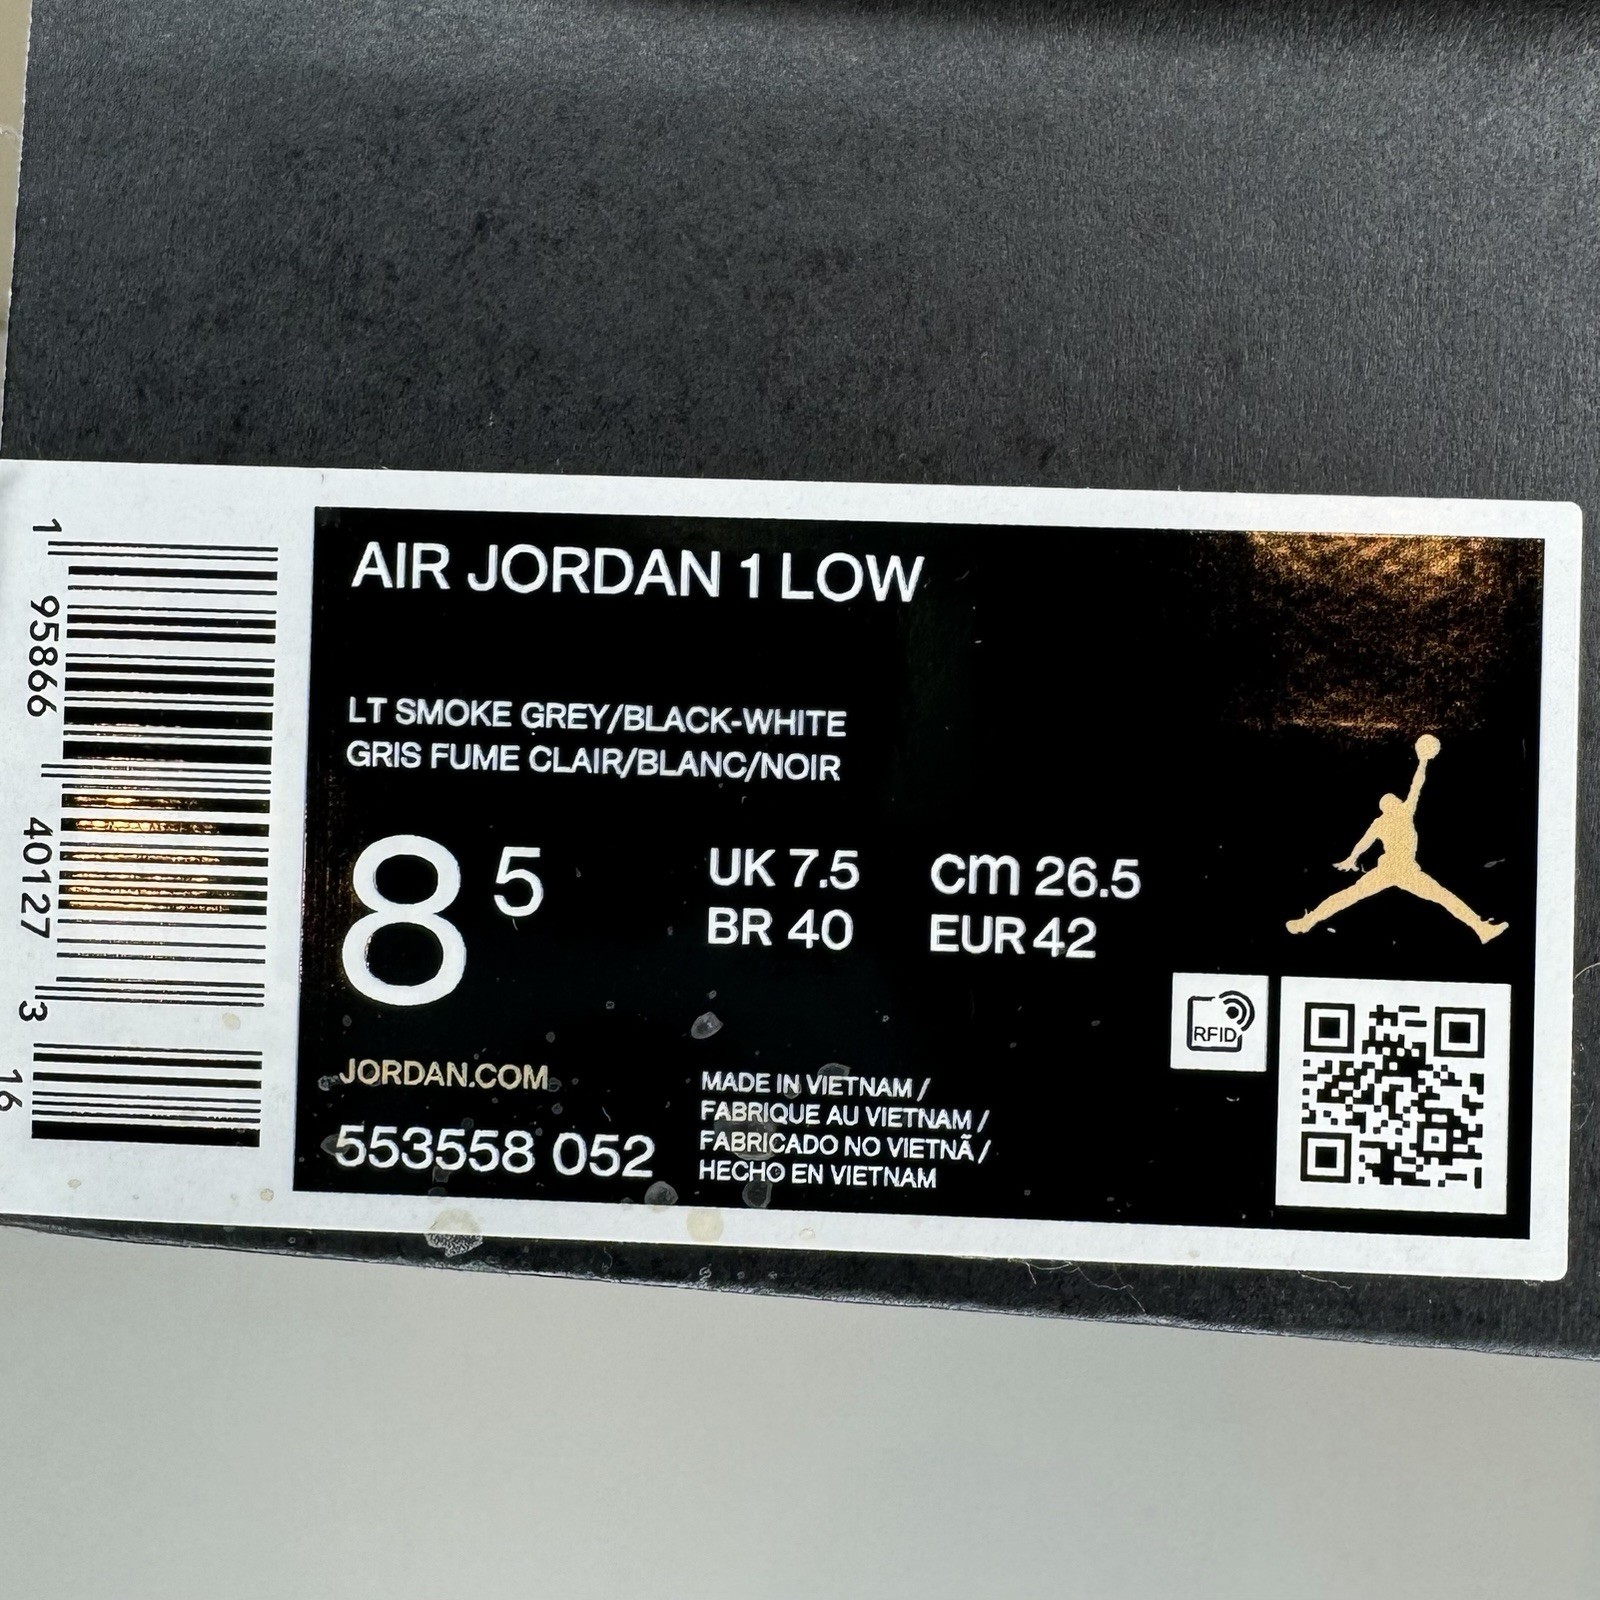 AIR JORDAN 1 LOW
LT SMOKE GREY/BLACK-WHITE
GRIS FUME CLAIR/BLANC/NOIR
8 5
UK 7.5
BR 40
cm 26.5
EUR 42
RFID
JORDAN.COM
553558 052
MADE IN VIETNAM /
FABRIQUE AU VIETNAM /
FABRICADO NO VIETNÃ /
HECHO EN VIETNAM
1 95866 40127 3
16